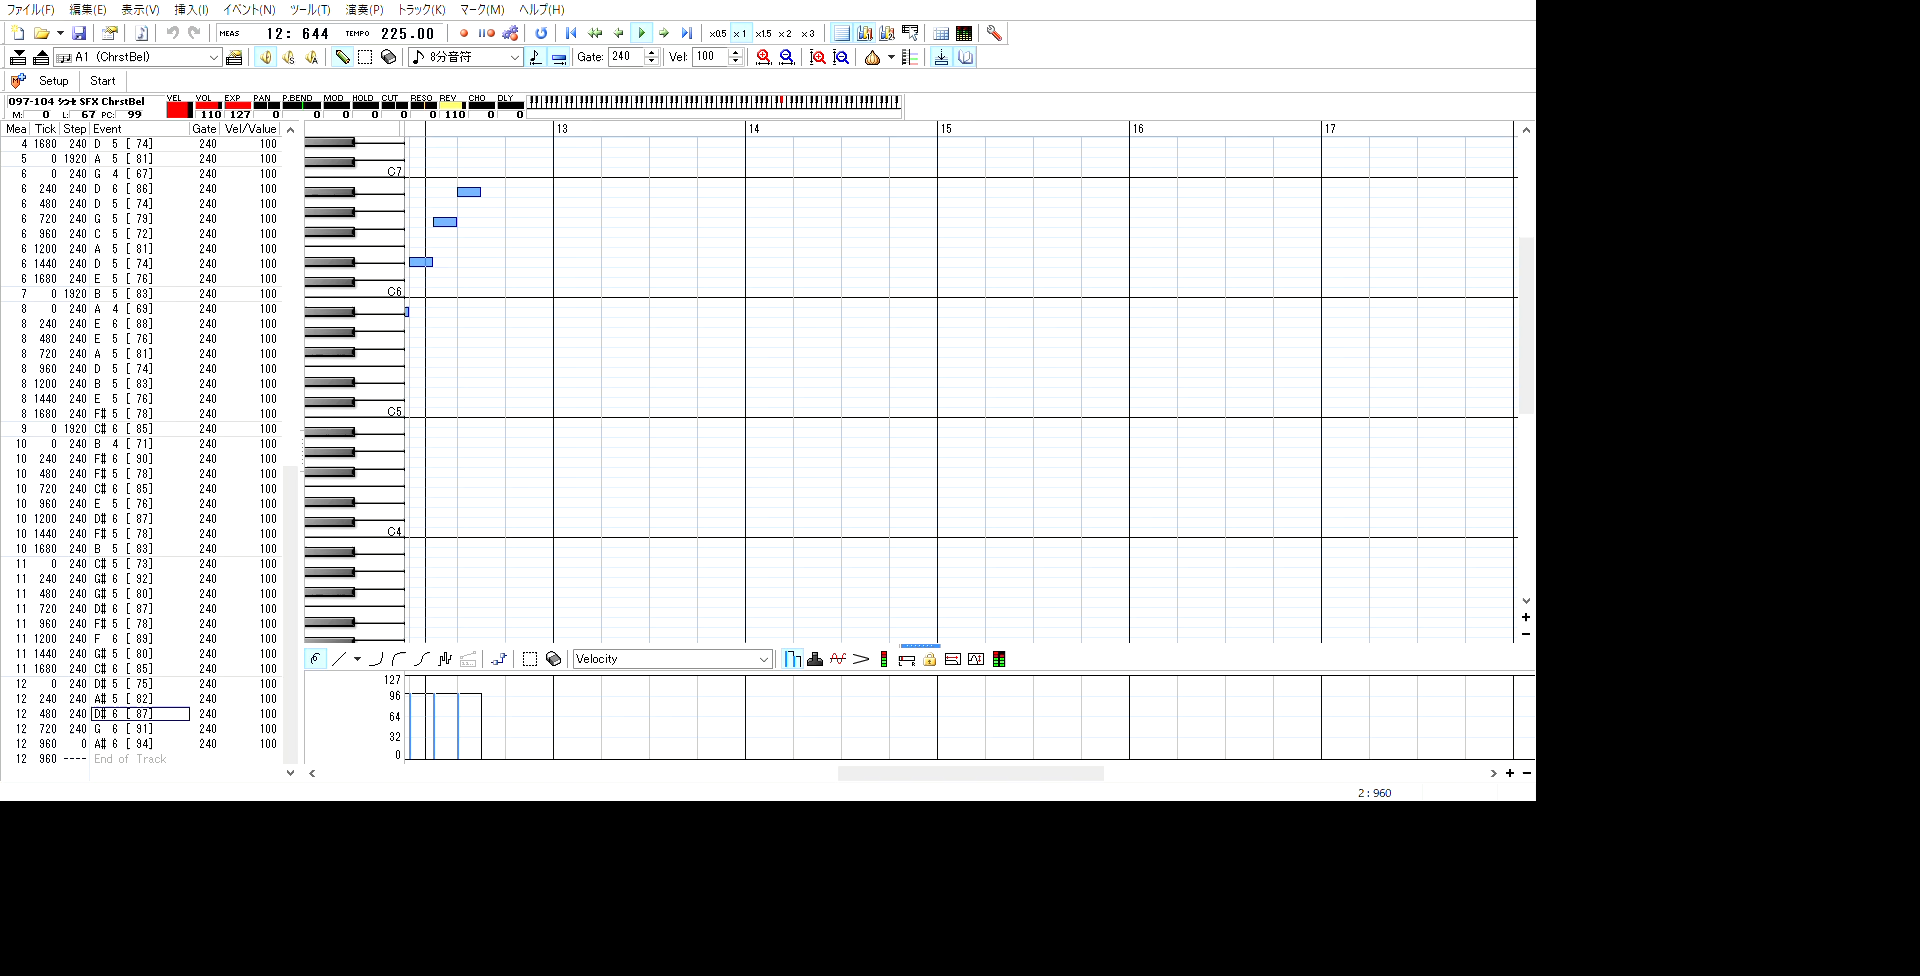 ファイル(F) 編集(E) 表示(V) 挿入(I) イベント(N) ツール(T) 演奏(P) トラック(K) マーク(M) ヘルプ(H)
MEAS 12: 644 TEMPO 225.00 x0.5 x 1 x1.5 x 2 x 3
A1 (ChrstBel) 8分音符 Gate: 240 Vel: 100
Setup Start
097-104 シンセ SFX ChrstBel VEL VOL EXP PAN P.BEND MOD HOLD CUT RESO REV CHO DLY
M: 0 L: 67 PC: 99 110 127 0 0 0 0 0 0 110 0 0
Mea Tick Step Event Gate Vel/Value 13 14 15 16 17
4 1680 240 D 5 [ 74] 240 100
5 0 1920 A 5 [ 81] 240 100
6 0 240 G 4 [ 67] 240 100
6 240 240 D 6 [ 86] 240 100
6 480 240 D 5 [ 74] 240 100
6 720 240 G 5 [ 79] 240 100
6 960 240 C 5 [ 72] 240 100
6 1200 240 A 5 [ 81] 240 100
6 1440 240 D 5 [ 74] 240 100
6 1680 240 E 5 [ 76] 240 100
7 0 1920 B 5 [ 83] 240 100
8 0 240 A 4 [ 69] 240 100
8 240 240 E 6 [ 88] 240 100
8 480 240 E 5 [ 76] 240 100
8 720 240 A 5 [ 81] 240 100
8 960 240 D 5 [ 74] 240 100
8 1200 240 B 5 [ 83] 240 100
8 1440 240 E 5 [ 76] 240 100
8 1680 240 F# 5 [ 78] 240 100
9 0 1920 C# 6 [ 85] 240 100
10 0 240 B 4 [ 71] 240 100
10 240 240 F# 6 [ 90] 240 100
10 480 240 F# 5 [ 78] 240 100
10 720 240 C# 6 [ 85] 240 100
10 960 240 E 5 [ 76] 240 100
10 1200 240 D# 6 [ 87] 240 100
10 1440 240 F# 5 [ 78] 240 100
10 1680 240 B 5 [ 83] 240 100
11 0 240 C# 5 [ 73] 240 100
11 240 240 G# 6 [ 92] 240 100
11 480 240 G# 5 [ 80] 240 100
11 720 240 D# 6 [ 87] 240 100
11 960 240 F# 5 [ 78] 240 100
11 1200 240 F 6 [ 89] 240 100
11 1440 240 G# 5 [ 80] 240 100
11 1680 240 C# 6 [ 85] 240 100
12 0 240 D# 5 [ 75] 240 100
12 240 240 A# 5 [ 82] 240 100
12 480 240 D# 6 [ 87] 240 100
12 720 240 G 6 [ 91] 240 100
12 960 0 A# 6 [ 94] 240 100
12 960 ---- End of Track
C7
C6
C5
C4
Velocity
127
96
64
32
0
2 : 960